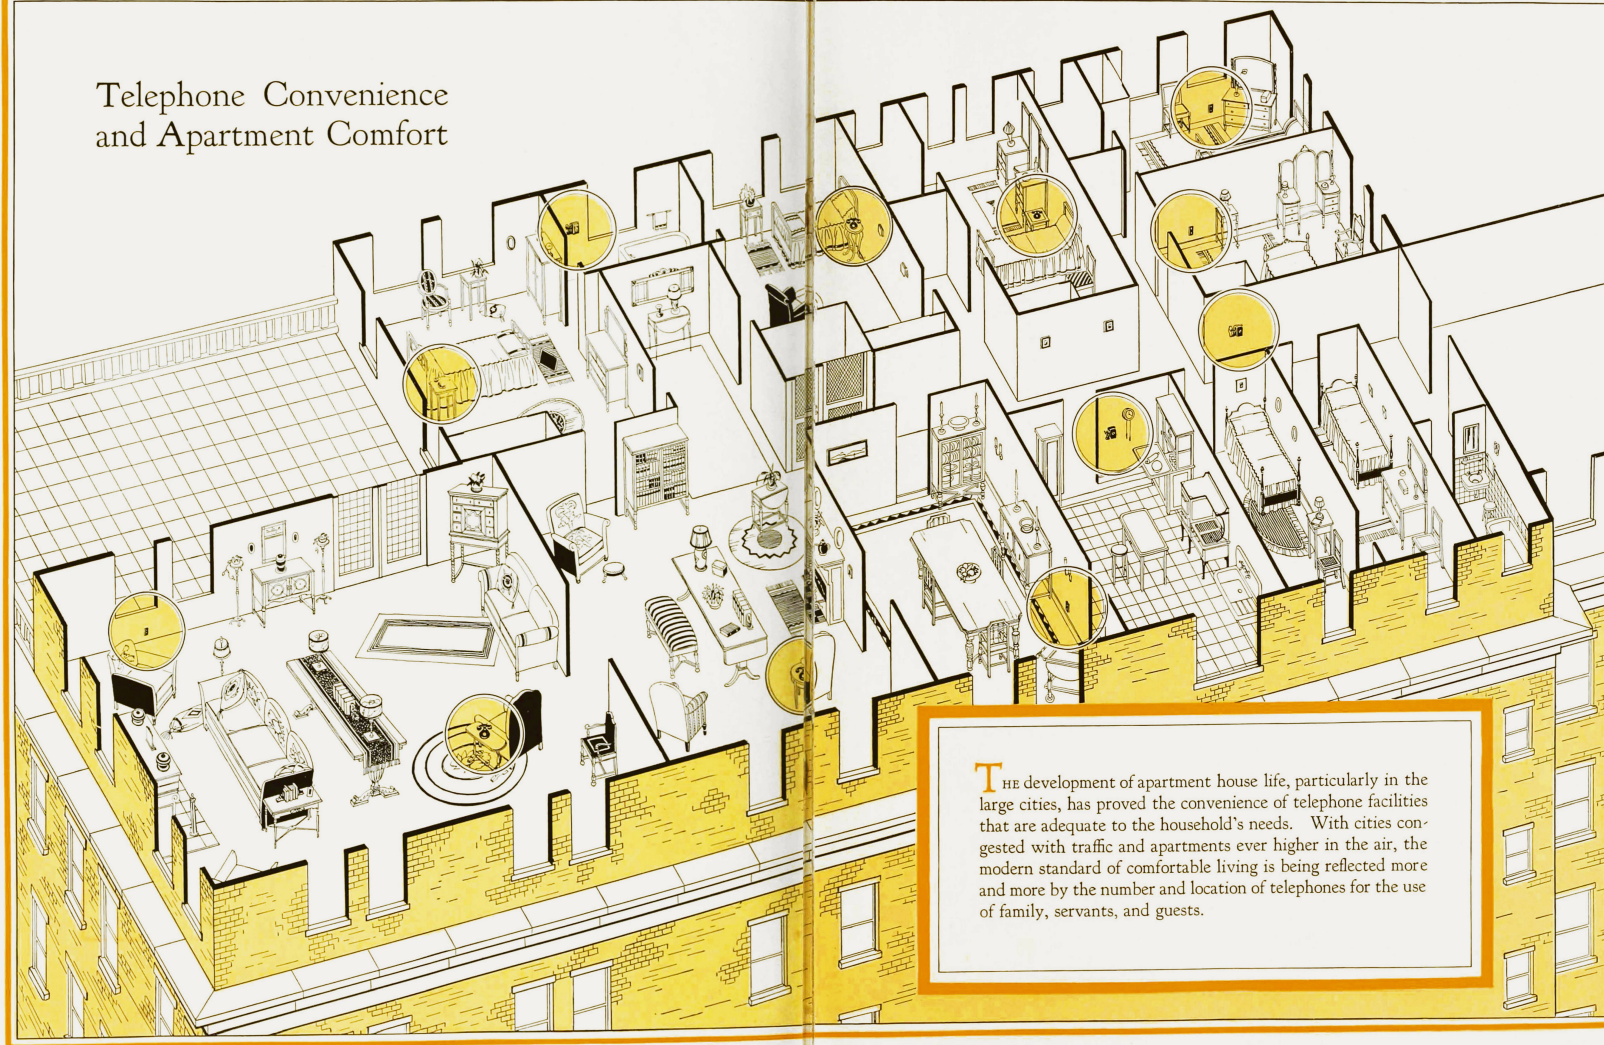 Telephone Convenience
and Apartment Comfort
THE development of apartment house life, particularly in the
large cities, has proved the convenience of telephone facilities
that are adequate to the household's needs. With cities con-
gested with traffic and apartments ever higher in the air, the
modern standard of comfortable living is being reflected more
and more by the number and location of telephones for the use
of family, servants, and guests.